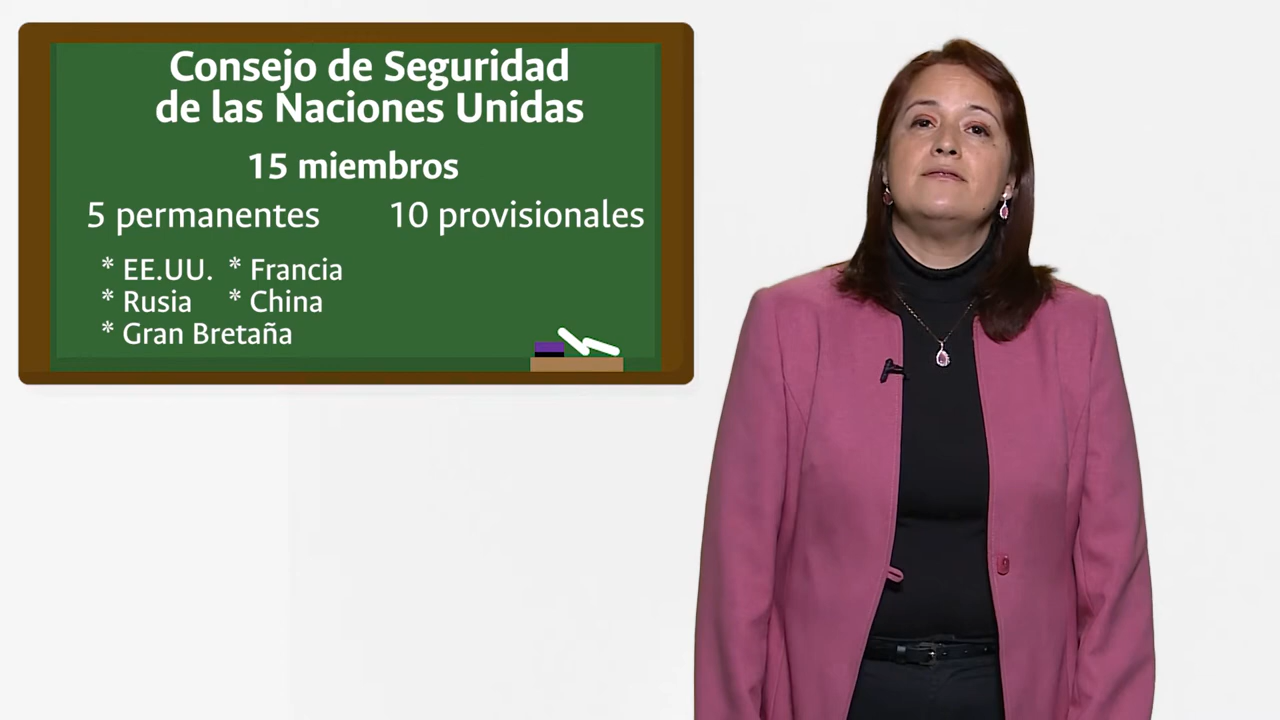 Consejo de Seguridad
de las Naciones Unidas
15 miembros
5 permanentes 10 provisionales
* EE.UU. * Francia
* Rusia * China
* Gran Bretaña